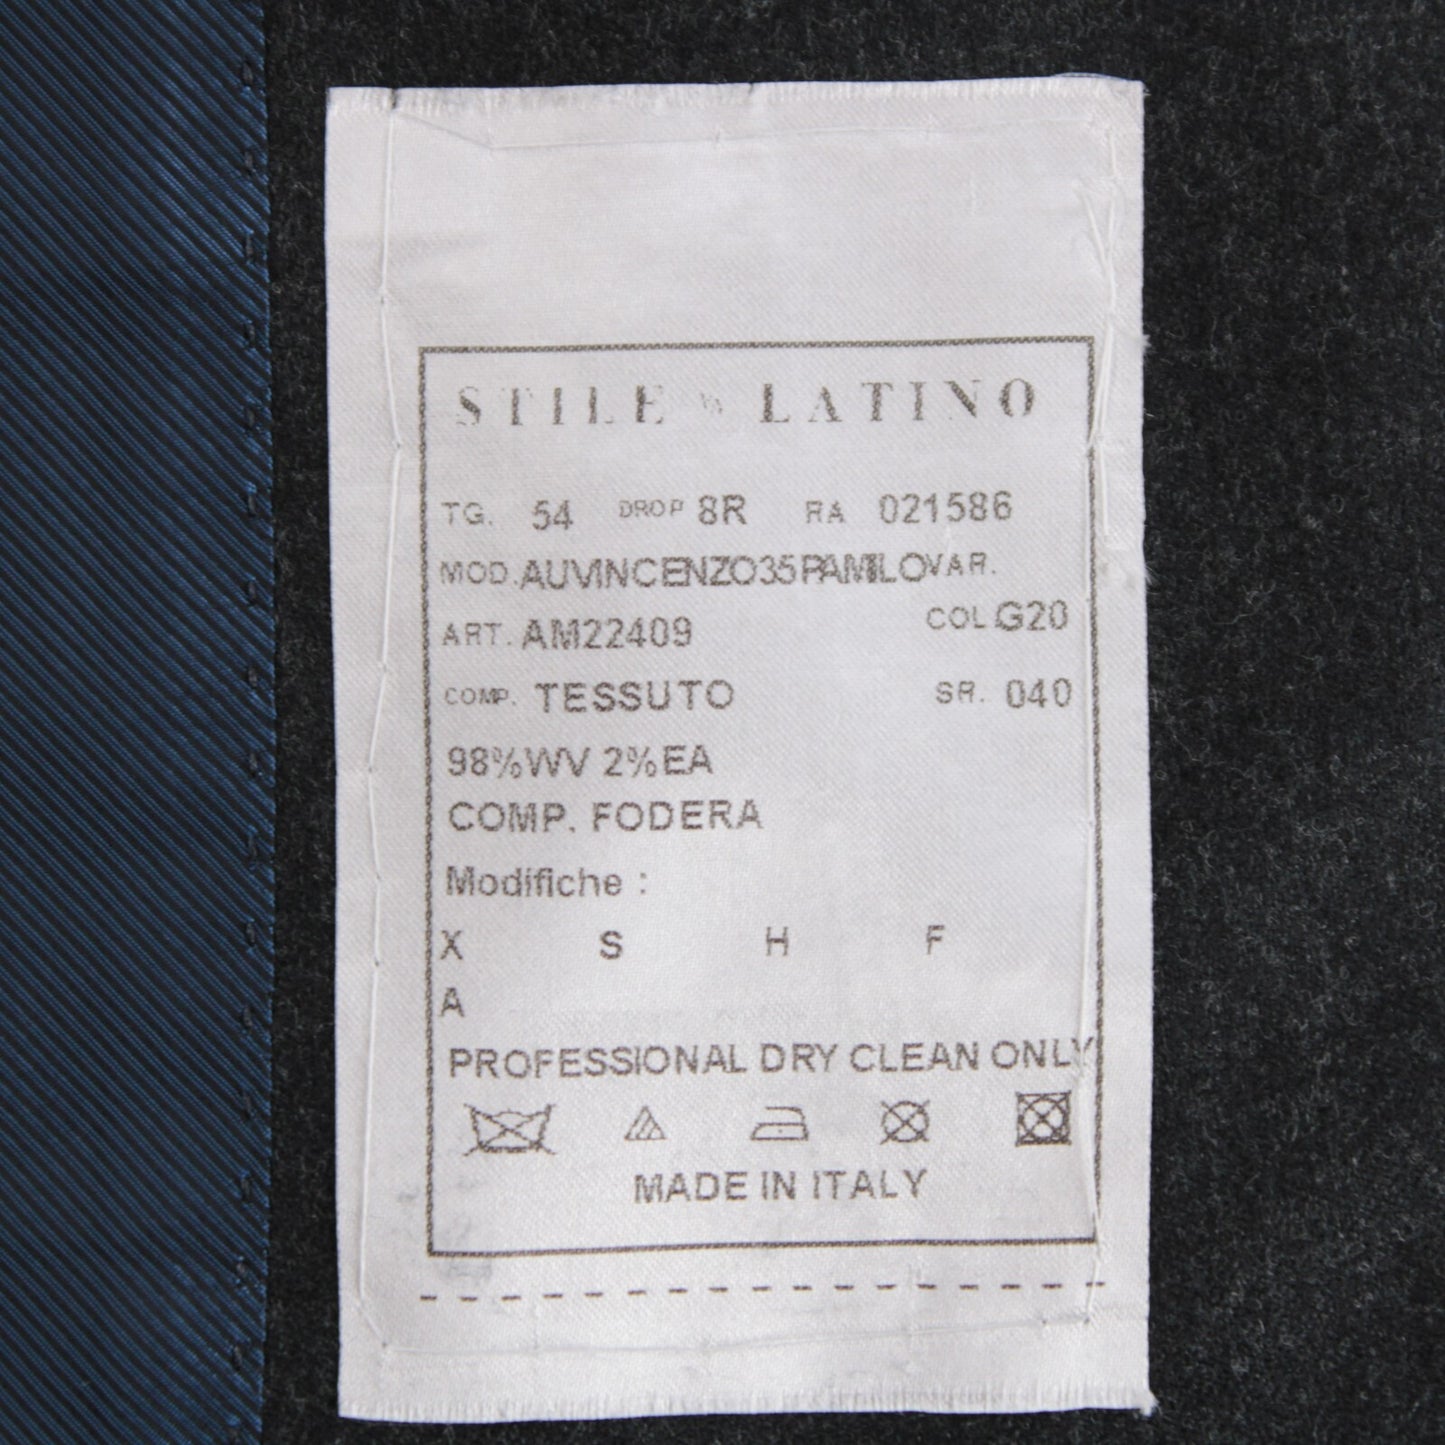 STILE LATINO
TG. 54 DROP 8R RA 021586
MOD.AUVINCENZO35PAMILOVAR.
ART. AM22409 COL.G20
COMP. TESSUTO SR. 040
98%WV 2%EA
COMP. FODERA
Modifiche :
X S H F
A
PROFESSIONAL DRY CLEAN ONLY
MADE IN ITALY